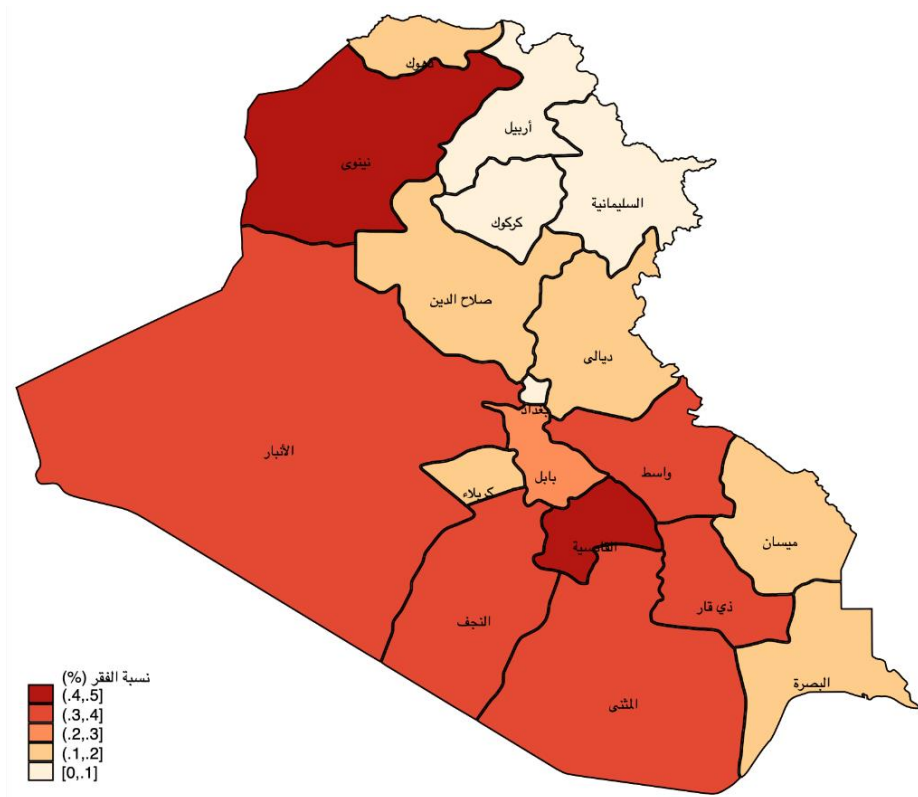 دهوك
أربيل
نينوى
السليمانية
كركوك
صلاح الدين
ديالى
بغداد
الأنبار
واسط
بابل
كربلاء
ميسان
القادسية
ذي قار
النجف
البصرة
المثنى
نسبة الفقر (%)
(.4,.5]
(.3,.4]
(.2,.3]
(.1,.2]
[0,.1]